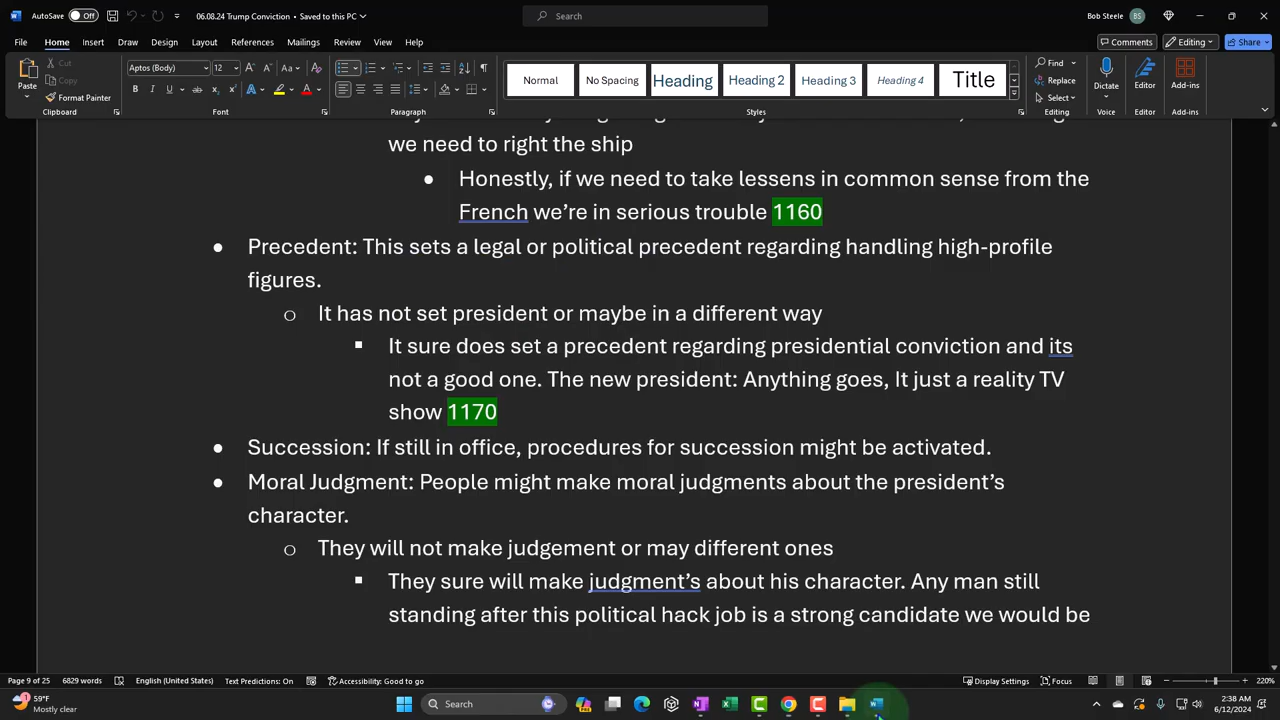 AutoSave Off 06.08.24 Trump Conviction • Saved to this PC Search Bob Steele BS
File Home Insert Draw Design Layout References Mailings Review View Help Comments Editing Share
Paste Cut Copy Format Painter Clipboard
Aptos (Body) 12 Font
Paragraph
Normal No Spacing Heading Heading 2 Heading 3 Heading 4 Title Styles
Find Replace Select Editing
Dictate Voice Editor Editor Add-ins Add-ins
we need to right the ship
• Honestly, if we need to take lessens in common sense from the
French we’re in serious trouble 1160
• Precedent: This sets a legal or political precedent regarding handling high-profile
figures.
o It has not set president or maybe in a different way
▪ It sure does set a precedent regarding presidential conviction and its
not a good one. The new president: Anything goes, It just a reality TV
show 1170
• Succession: If still in office, procedures for succession might be activated.
• Moral Judgment: People might make moral judgments about the president’s
character.
o They will not make judgement or may different ones
▪ They sure will make judgment’s about his character. Any man still
standing after this political hack job is a strong candidate we would be
Page 9 of 25 6829 words English (United States) Text Predictions: On Accessibility: Good to go Display Settings Focus 220%
59°F
Mostly clear
Search
2:38 AM
6/12/2024